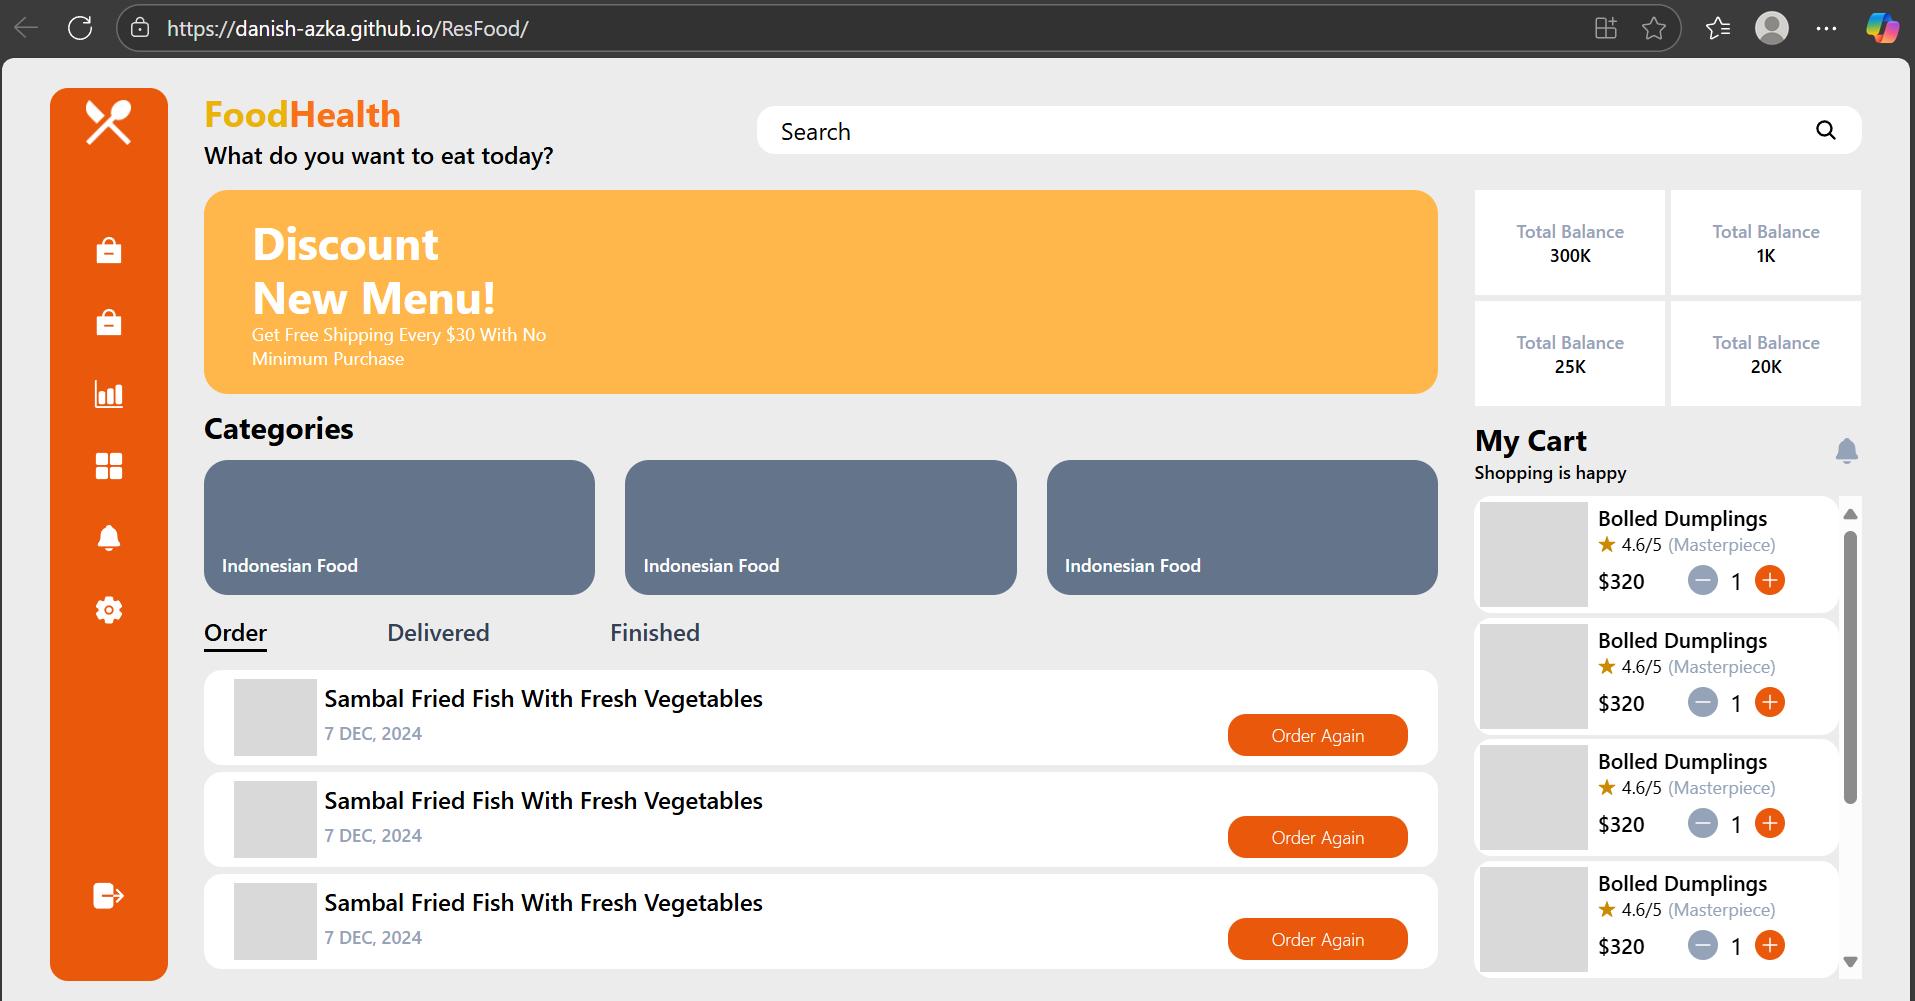 https://danish-azka.github.io/ResFood/
FoodHealth
What do you want to eat today?
Search
Discount
New Menu!
Get Free Shipping Every $30 With No
Minimum Purchase
Total Balance
300K
Total Balance
1K
Total Balance
25K
Total Balance
20K
Categories
Indonesian Food
Indonesian Food
Indonesian Food
Order Delivered Finished
Sambal Fried Fish With Fresh Vegetables
7 DEC, 2024
Order Again
Sambal Fried Fish With Fresh Vegetables
7 DEC, 2024
Order Again
Sambal Fried Fish With Fresh Vegetables
7 DEC, 2024
Order Again
My Cart
Shopping is happy
Bolled Dumplings
4.6/5 (Masterpiece)
$320 1
Bolled Dumplings
4.6/5 (Masterpiece)
$320 1
Bolled Dumplings
4.6/5 (Masterpiece)
$320 1
Bolled Dumplings
4.6/5 (Masterpiece)
$320 1